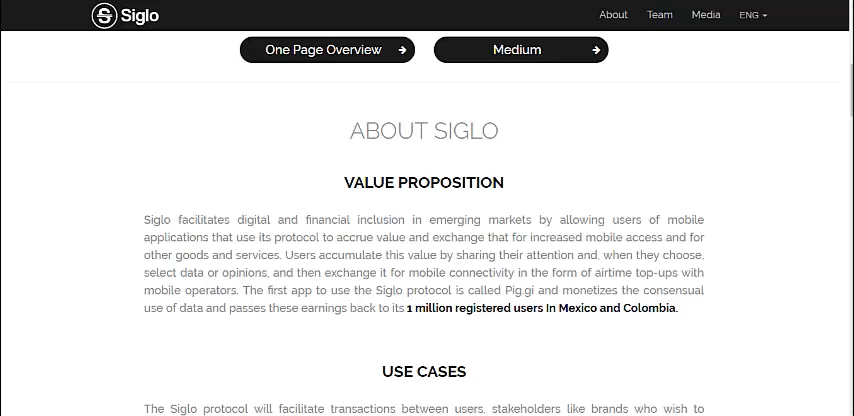 Siglo
About Team Media ENG
One Page Overview Medium
ABOUT SIGLO
VALUE PROPOSITION
Siglo facilitates digital and financial inclusion in emerging markets by allowing users of mobile
applications that use its protocol to accrue value and exchange that for increased mobile access and for
other goods and services. Users accumulate this value by sharing their attention and, when they choose,
select data or opinions, and then exchange it for mobile connectivity in the form of airtime top-ups with
mobile operators. The first app to use the Siglo protocol is called Pig.gi and monetizes the consensual
use of data and passes these earnings back to its 1 million registered users In Mexico and Colombia.
USE CASES
The Siglo protocol will facilitate transactions between users, stakeholders like brands who wish to